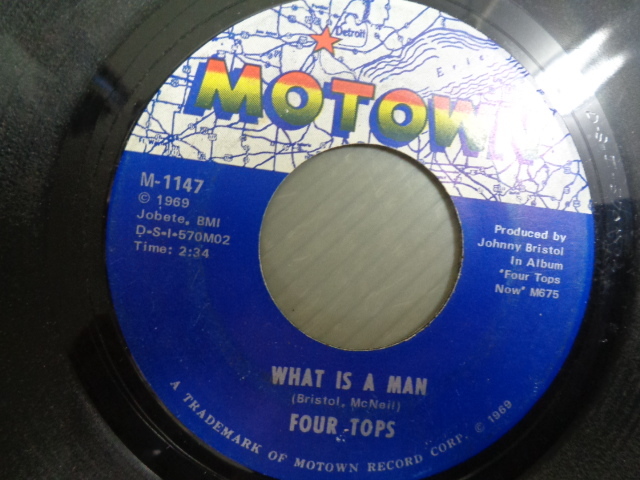 Detroit
Erie
MOTOWN
M-1147
© 1969
Jobete, BMI
D-S-I-570M02
Time: 2:34
Produced by
Johnny Bristol
In Album
"Four Tops
Now" M675
WHAT IS A MAN
(Bristol, McNeil)
FOUR TOPS
A TRADEMARK OF MOTOWN RECORD CORP. © 1969